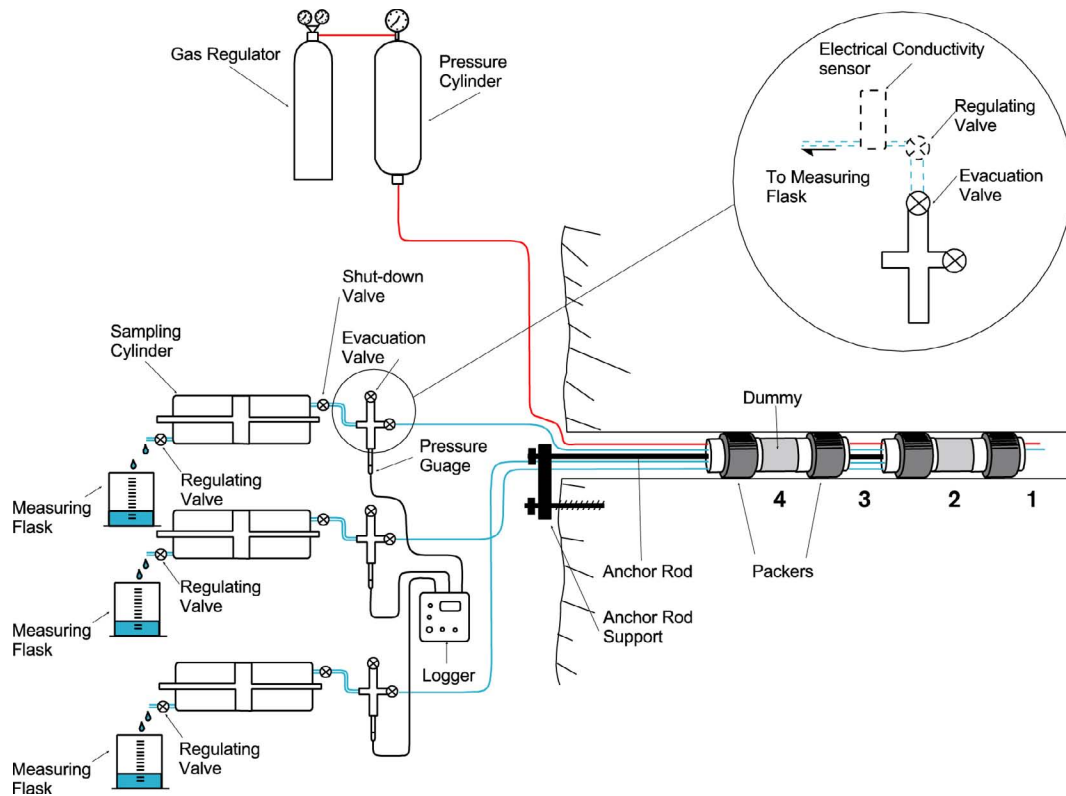 Gas Regulator
Pressure
Cylinder
Electrical Conductivity
sensor
Regulating
Valve
To Measuring
Flask
Evacuation
Valve
Shut-down
Valve
Sampling
Cylinder
Evacuation
Valve
Dummy
Pressure
Guage
Regulating
Valve
Measuring
Flask
4
3
2
1
Anchor Rod
Packers
Regulating
Valve
Anchor Rod
Support
Measuring
Flask
Logger
Regulating
Valve
Measuring
Flask